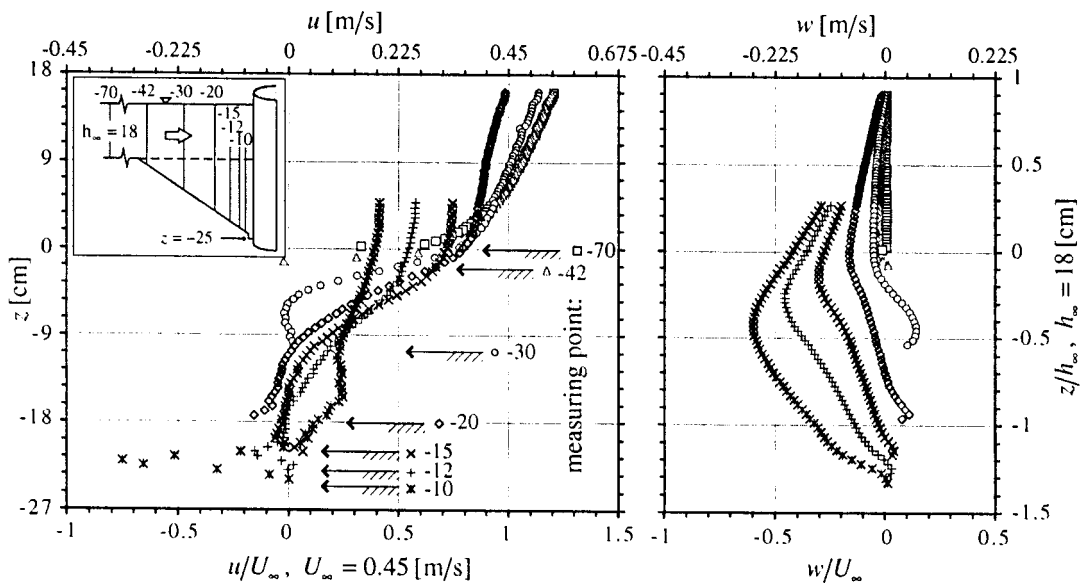 u [m/s]
-0.45 -0.225 0 0.225 0.45 0.675
w [m/s]
-0.45 -0.225 0 0.225
18
9
0
-9
-18
-27
z [cm]
-70 -42 -30 -20
-15
-12
-10
h∞ = 18
z = -25
□ -70
-42
○ -30
◇ -20
× -15
+ -12
-10
measuring point:
-1 -0.5 0 0.5 1 1.5
u/U∞ , U∞ = 0.45 [m/s]
1
0.5
0
-0.5
-1
-1.5
z/h∞ , h∞ = 18 [cm]
-1 -0.5 0 0.5
w/U∞